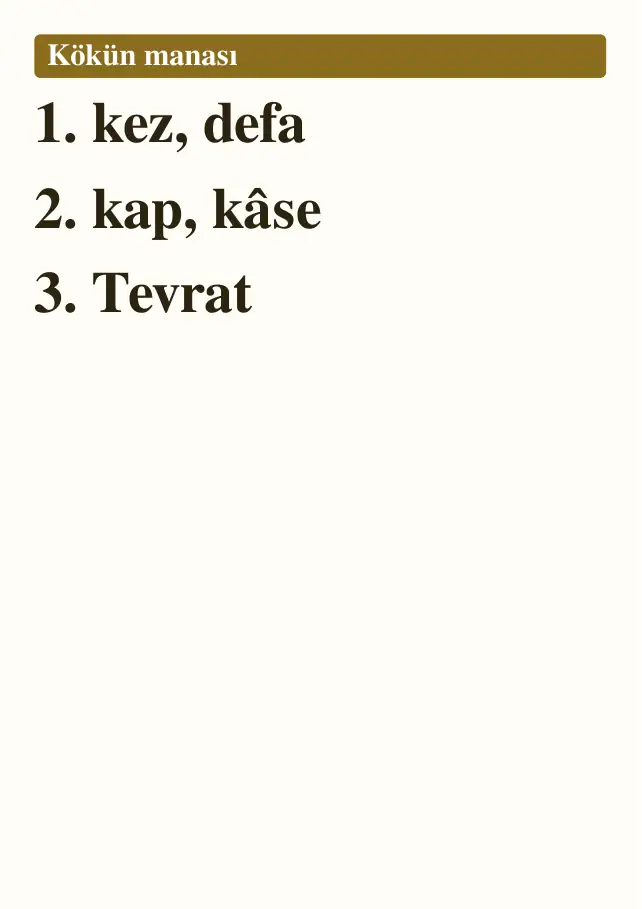 Kökün manası
1. kez, defa
2. kap, kâse
3. Tevrat